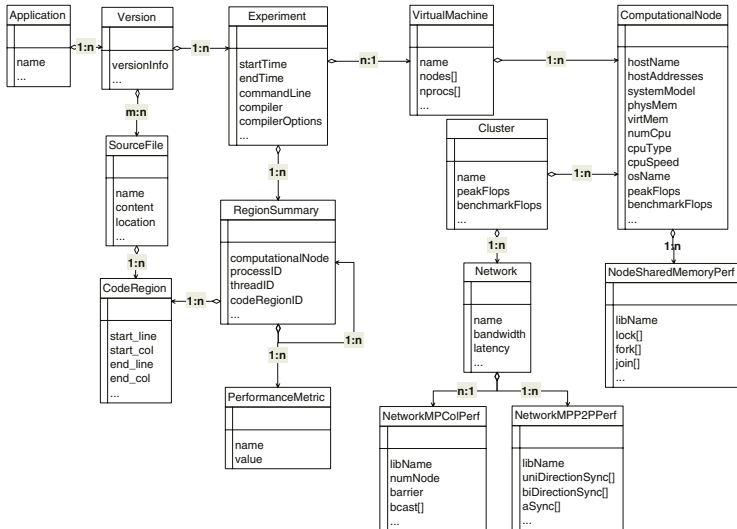 Application
name
...
1:n
Version
versionInfo
...
1:n
Experiment
startTime
endTime
commandLine
compiler
compilerOptions
...
n:1
VirtualMachine
name
nodes[]
nprocs[]
...
1:n
ComputationalNode
hostName
hostAddresses
systemModel
physMem
virtMem
numCpu
cpuType
cpuSpeed
osName
peakFlops
benchmarkFlops
...
m:n
SourceFile
name
content
location
...
1:n
CodeRegion
start_line
start_col
end_line
end_col
...
1:n
RegionSummary
computationalNode
processID
threadID
codeRegionID
...
1:n
1:n
1:n
PerformanceMetric
name
value
Cluster
name
peakFlops
benchmarkFlops
...
1:n
1:n
Network
name
bandwidth
latency
...
1:n
NodeSharedMemoryPerf
libName
lock[]
fork[]
join[]
...
n:1
1:n
NetworkMPColPerf
libName
numNode
barrier
bcast[]
...
NetworkMPP2PPerf
libName
uniDirectionSync[]
biDirectionSync[]
aSync[]
...